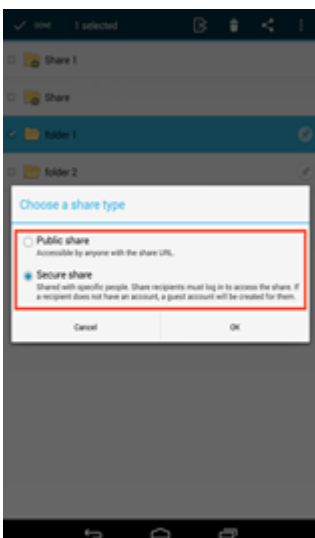 DONE 1 selected
Share 1
Share
folder 1
folder 2
Choose a share type
Public share
Accessible by anyone with the share URL.
Secure share
Shared with specific people. Share recipients must log in to access the share. If
a recipient does not have an account, a guest account will be created for them.
Cancel OK